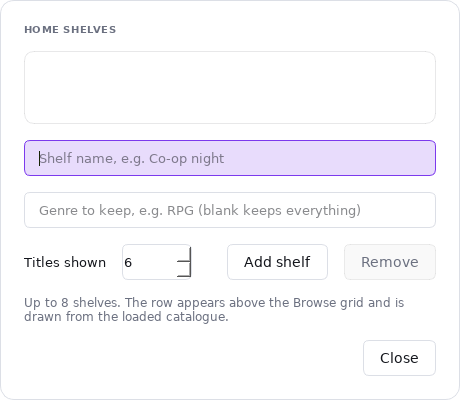 HOME SHELVES
Shelf name, e.g. Co-op night
Genre to keep, e.g. RPG (blank keeps everything)
Titles shown 6 Add shelf Remove
Up to 8 shelves. The row appears above the Browse grid and is
drawn from the loaded catalogue.
Close